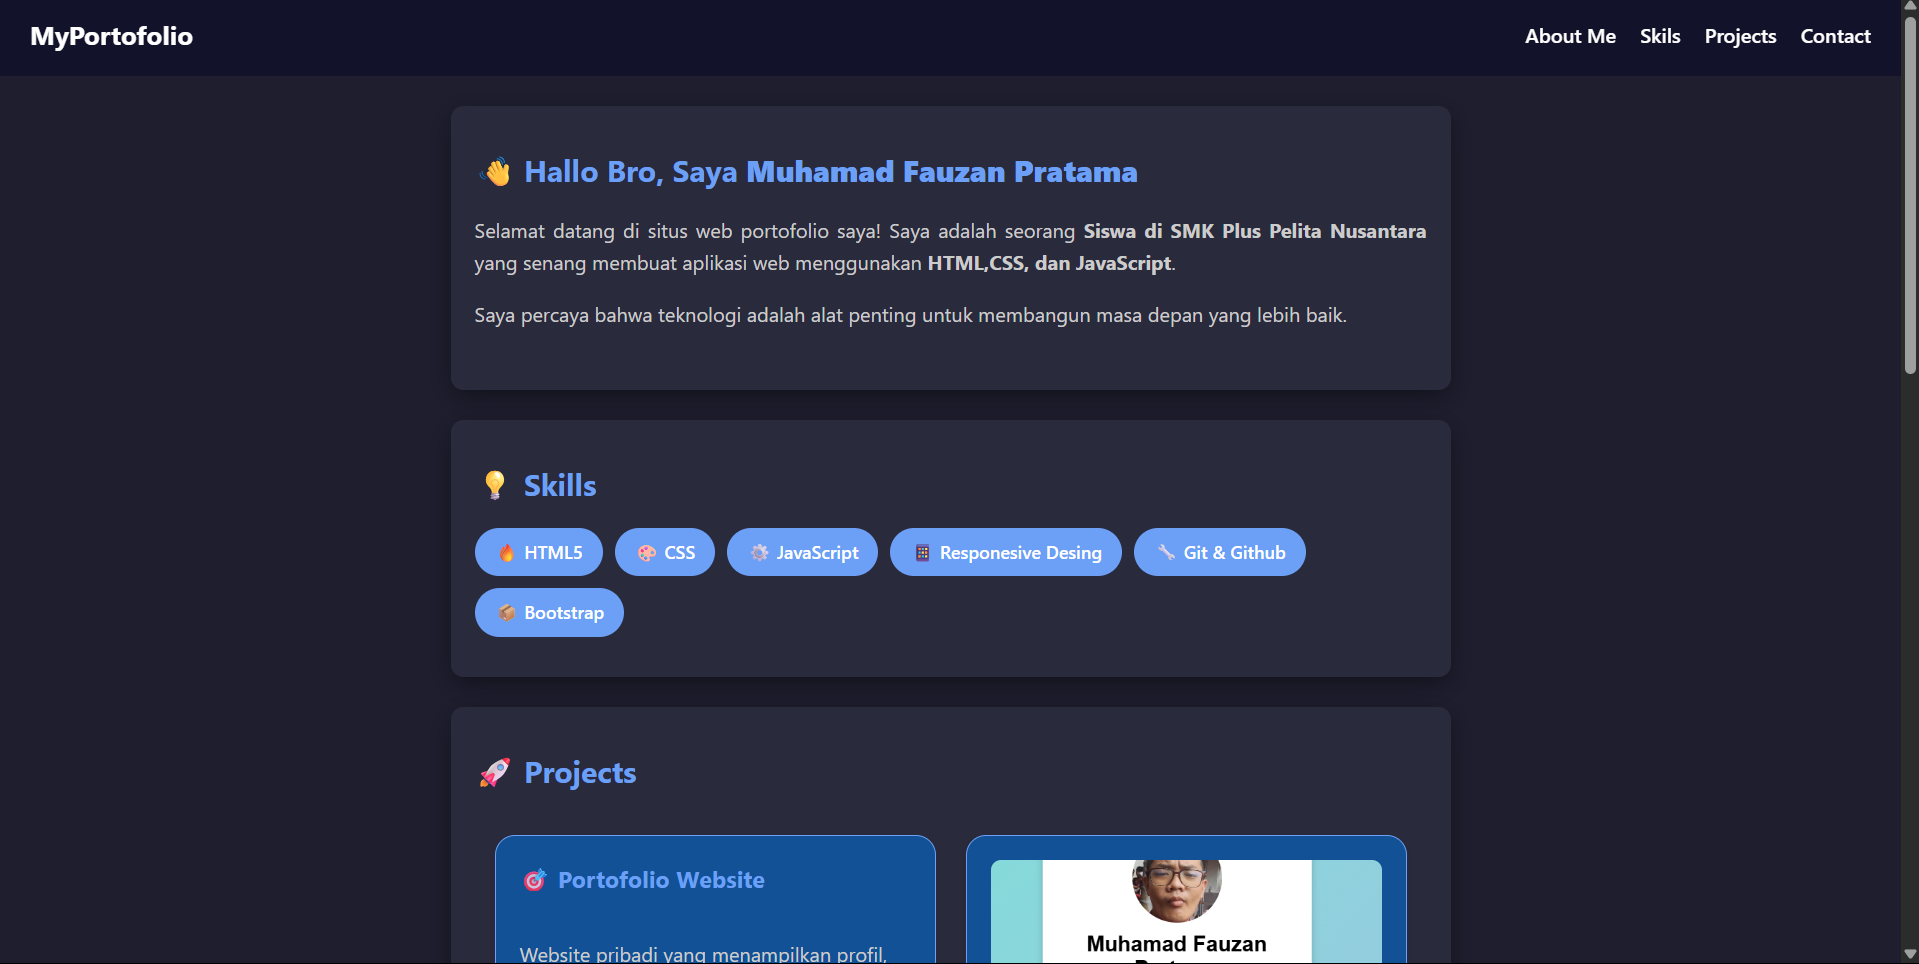 MyPortofolio
About Me Skils Projects Contact
👋 Hallo Bro, Saya Muhamad Fauzan Pratama
Selamat datang di situs web portofolio saya! Saya adalah seorang Siswa di SMK Plus Pelita Nusantara
yang senang membuat aplikasi web menggunakan HTML,CSS, dan JavaScript.
Saya percaya bahwa teknologi adalah alat penting untuk membangun masa depan yang lebih baik.
💡 Skills
🔥 HTML5 🎨 CSS ⚙️ JavaScript 📱 Responesive Desing 🔧 Git & Github
📦 Bootstrap
🚀 Projects
🎯 Portofolio Website
Website pribadi yang menampilkan profil,
Muhamad Fauzan